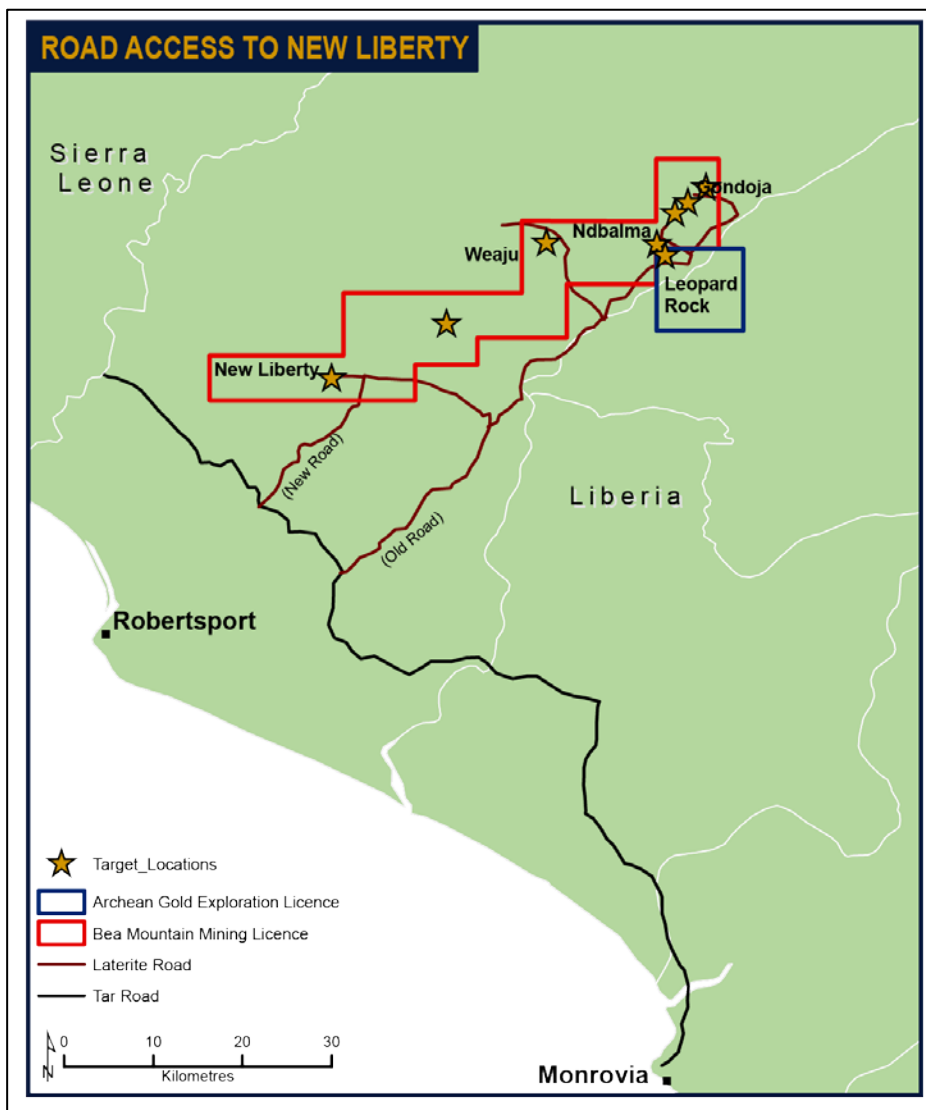 ROAD ACCESS TO NEW LIBERTY
Sierra
Leone
Gondoja
Ndbalma
Weaju
Leopard
Rock
New Liberty
(New Road)
(Old Road)
Liberia
Robertsport
Target_Locations
Archean Gold Exploration Licence
Bea Mountain Mining Licence
Laterite Road
Tar Road
0 10 20 30
Kilometres
N
Monrovia